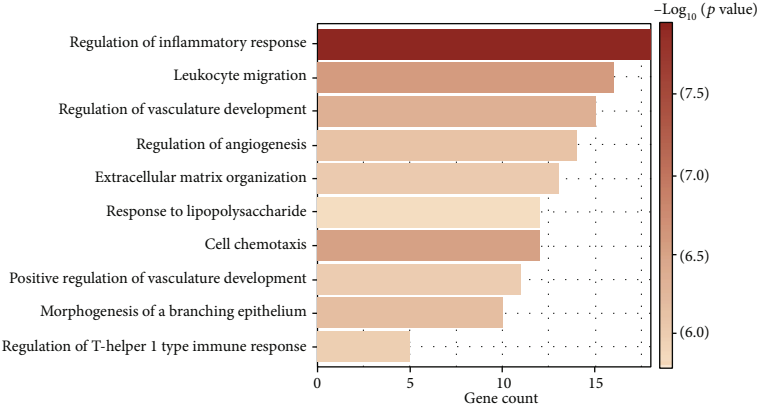 –Log10 (p value)
Regulation of inflammatory response
Leukocyte migration
Regulation of vasculature development
Regulation of angiogenesis
Extracellular matrix organization
Response to lipopolysaccharide
Cell chemotaxis
Positive regulation of vasculature development
Morphogenesis of a branching epithelium
Regulation of T-helper 1 type immune response
(7.5)
(7.0)
(6.5)
(6.0)
0 5 10 15
Gene count